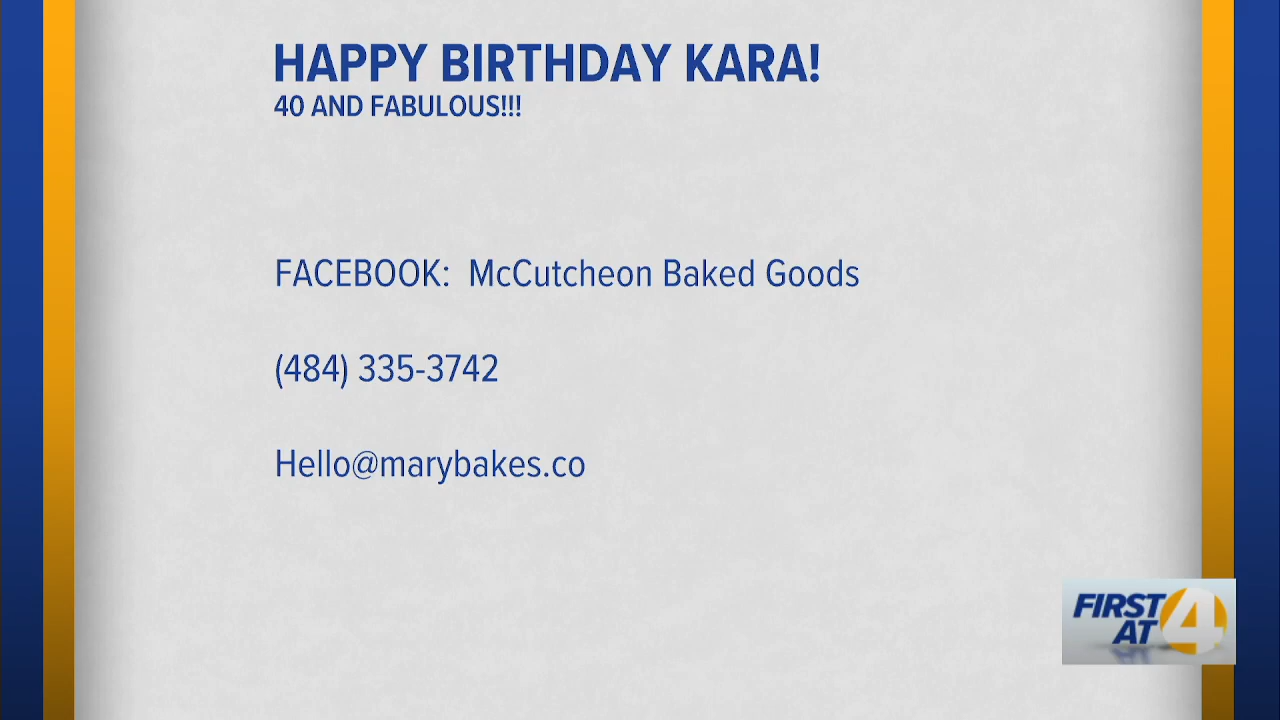 HAPPY BIRTHDAY KARA!
40 AND FABULOUS!!!
FACEBOOK:  McCutcheon Baked Goods
(484) 335-3742
Hello@marybakes.co
FIRST
AT 4